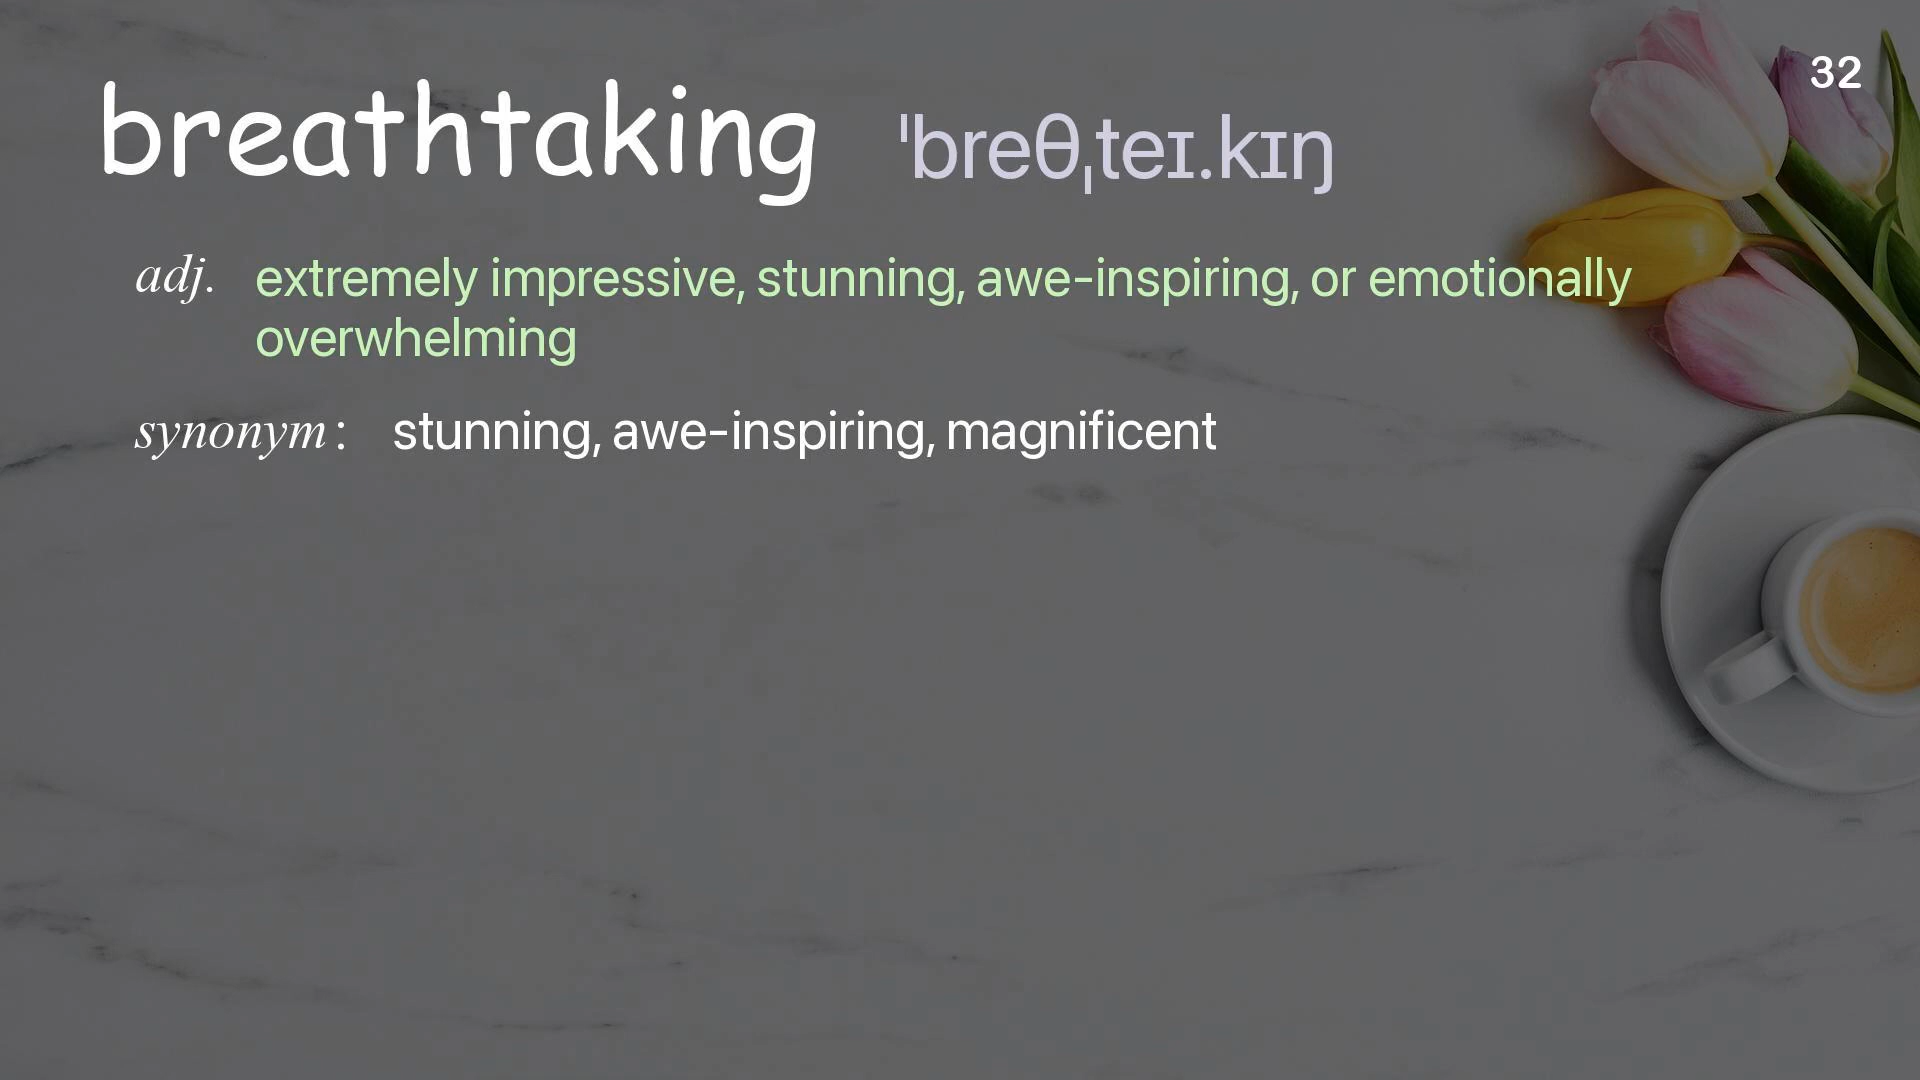 32
breathtaking ˈbreθˌteɪ.kɪŋ
adj. extremely impressive, stunning, awe-inspiring, or emotionally
overwhelming
synonym: stunning, awe-inspiring, magnificent